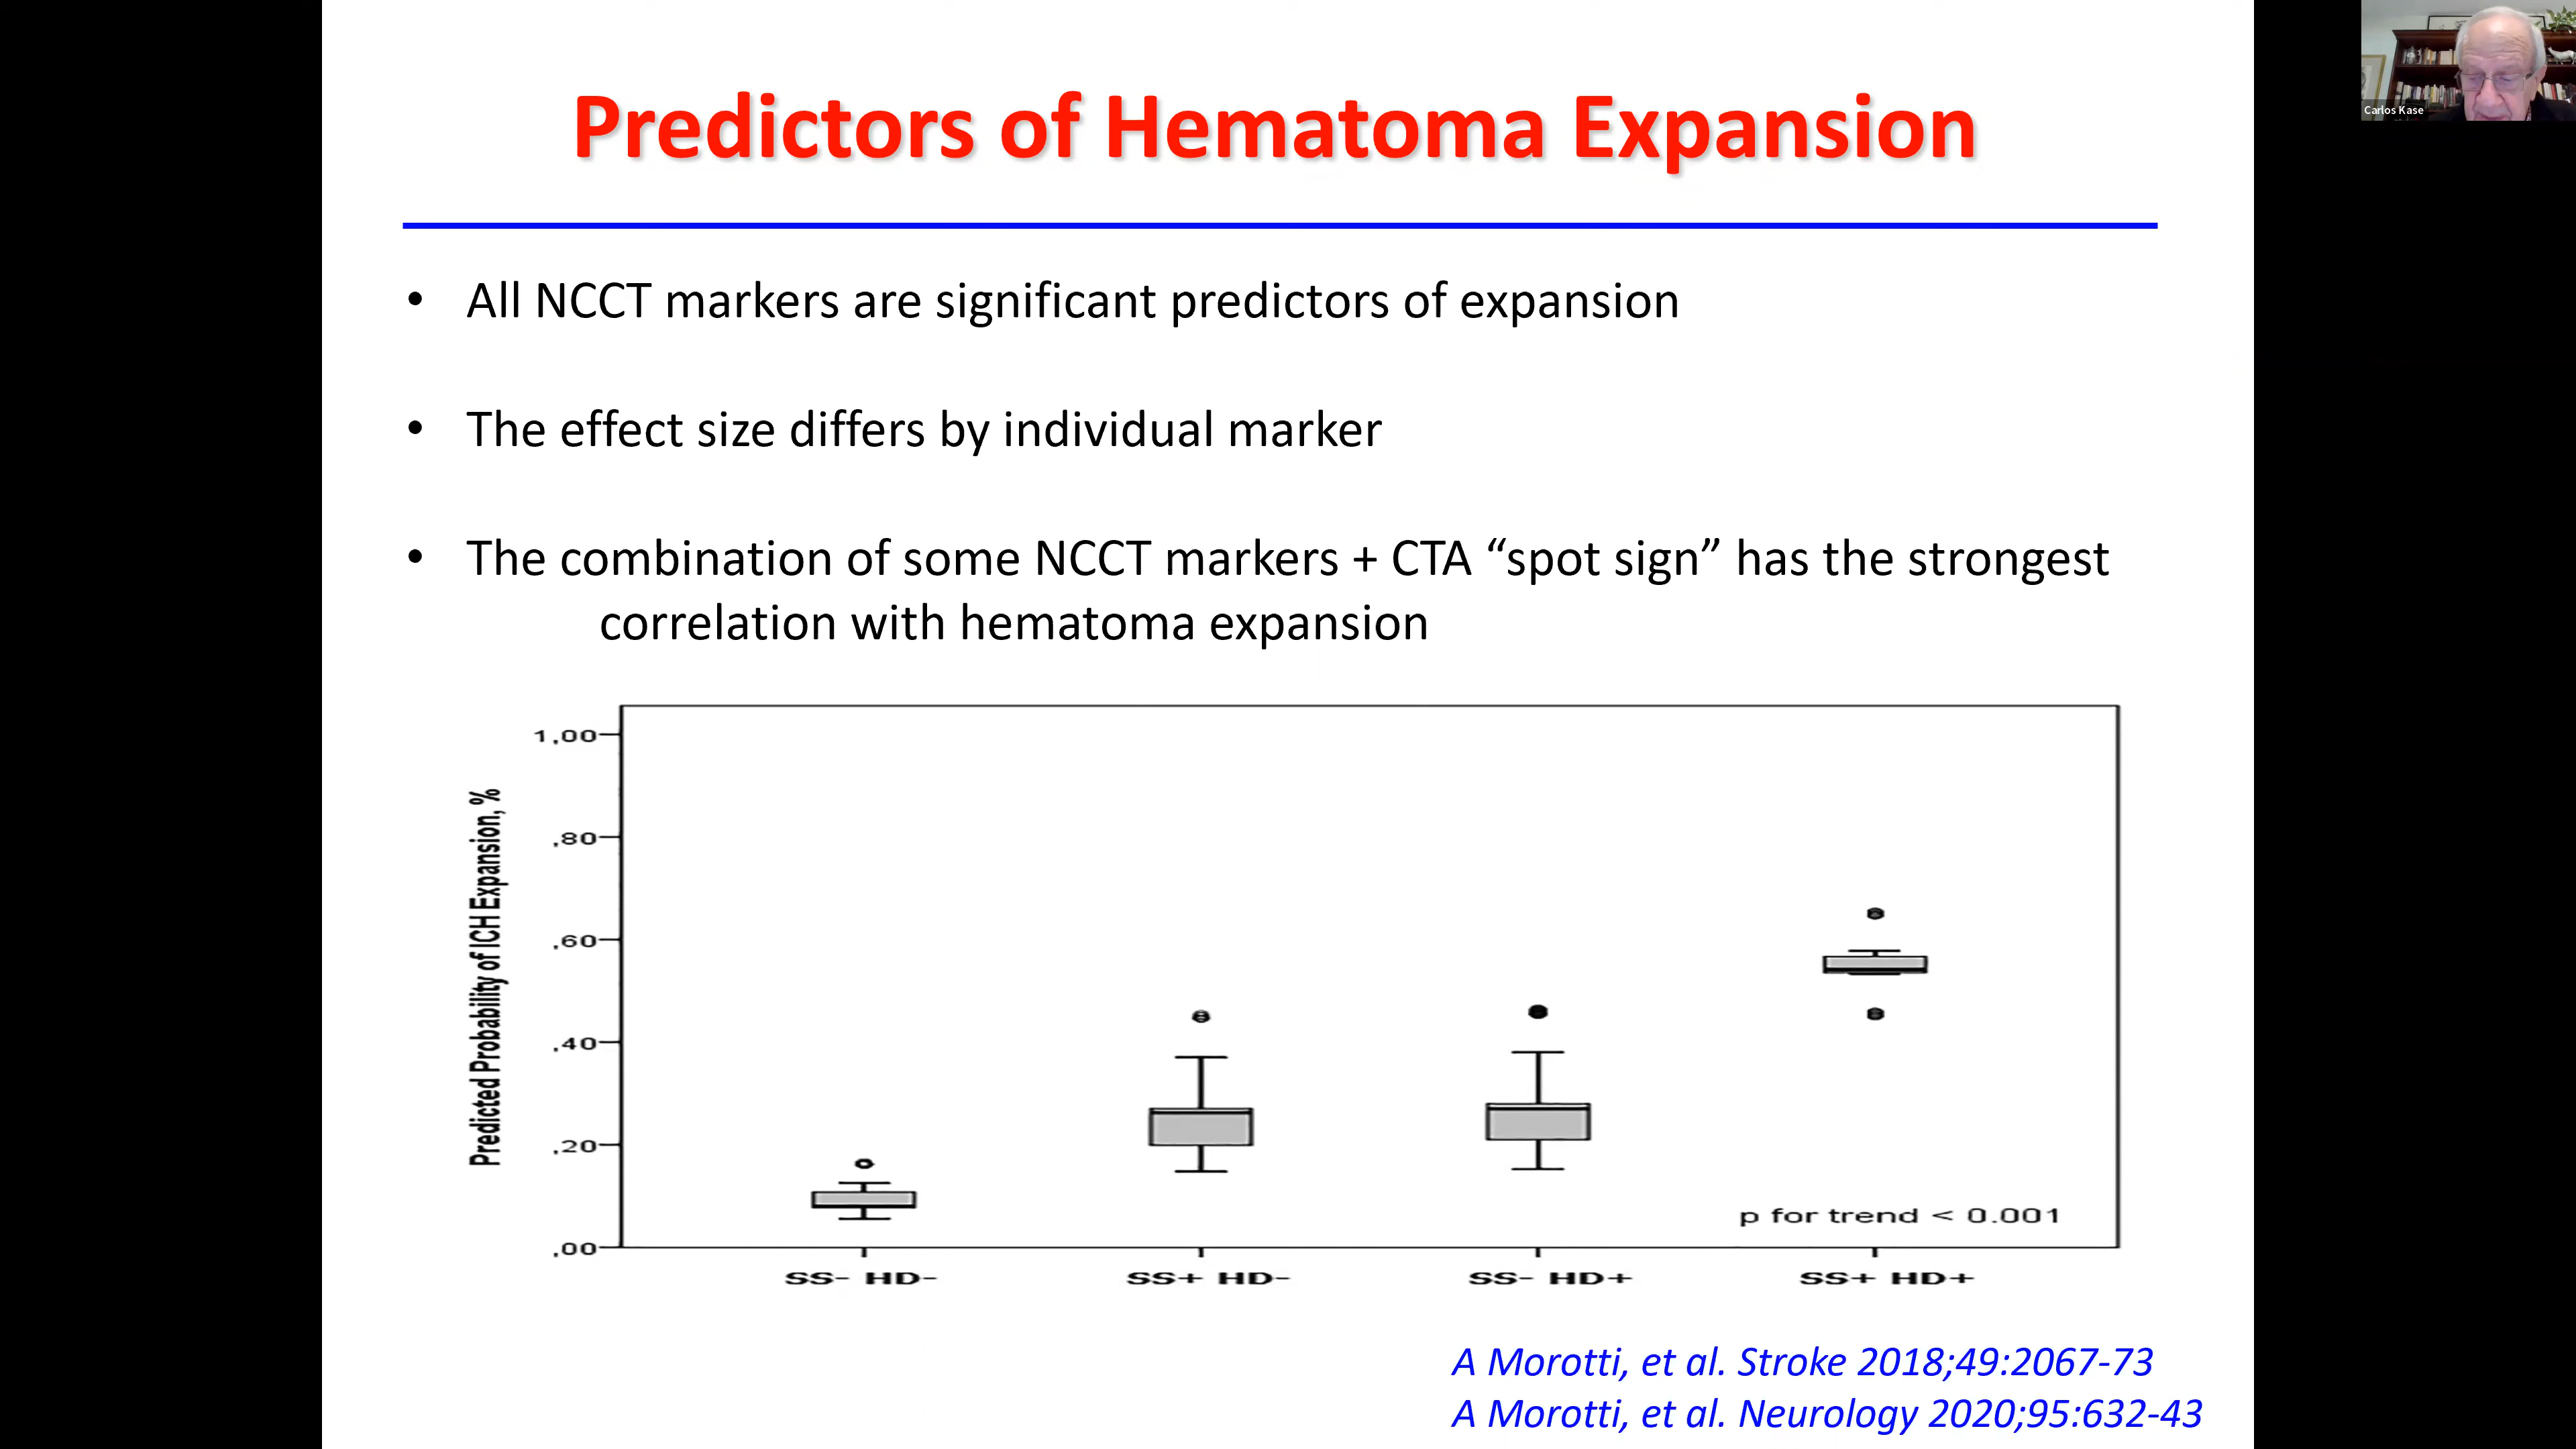 Predictors of Hematoma Expansion
Carlos Kase
• All NCCT markers are significant predictors of expansion
• The effect size differs by individual marker
• The combination of some NCCT markers + CTA “spot sign” has the strongest
correlation with hematoma expansion
Predicted Probability of ICH Expansion, %
1,00
,80
,60
,40
,20
,00
p for trend < 0.001
SS- HD-
SS+ HD-
SS- HD+
SS+ HD+
A Morotti, et al. Stroke 2018;49:2067-73
A Morotti, et al. Neurology 2020;95:632-43